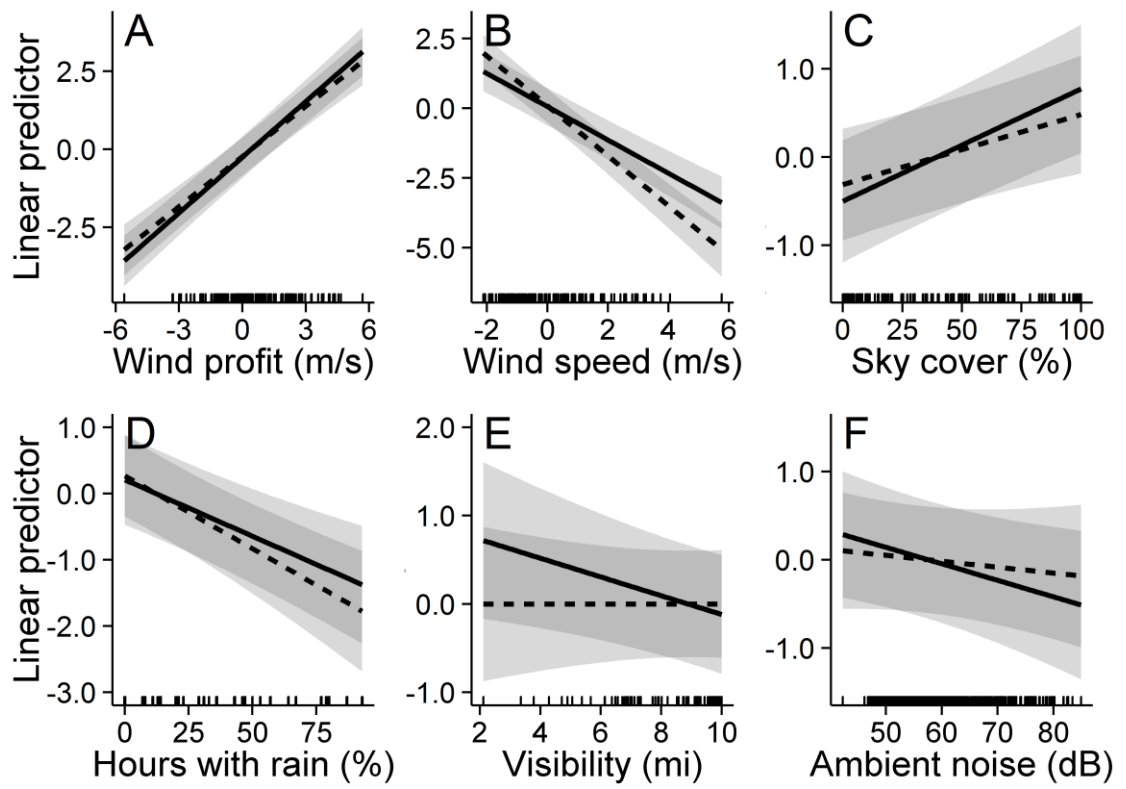 A
B
C
Linear predictor
2.5
0.0
-2.5
-6 -3 0 3 6
Wind profit (m/s)
2.5
0.0
-2.5
-5.0
-2 0 2 4 6
Wind speed (m/s)
1.0
0.0
-1.0
0 25 50 75 100
Sky cover (%)
D
E
F
Linear predictor
1.0
0.0
-1.0
-2.0
-3.0
0 25 50 75
Hours with rain (%)
2.0
1.0
0.0
-1.0
2 4 6 8 10
Visibility (mi)
1.0
0.0
-1.0
50 60 70 80
Ambient noise (dB)